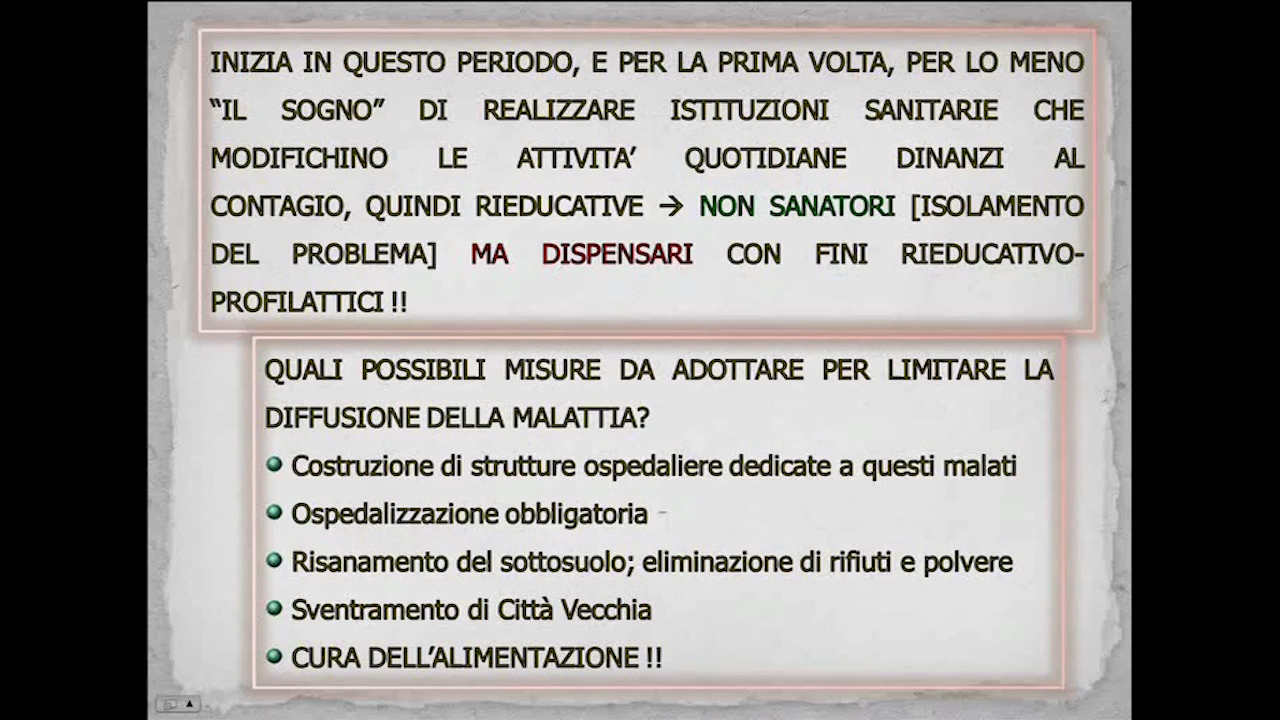 INIZIA IN QUESTO PERIODO, E PER LA PRIMA VOLTA, PER LO MENO
“IL SOGNO” DI REALIZZARE ISTITUZIONI SANITARIE CHE
MODIFICHINO LE ATTIVITA’ QUOTIDIANE DINANZI AL
CONTAGIO, QUINDI RIEDUCATIVE → NON SANATORI [ISOLAMENTO
DEL PROBLEMA] MA DISPENSARI CON FINI RIEDUCATIVO-
PROFILATTICI !!
QUALI POSSIBILI MISURE DA ADOTTARE PER LIMITARE LA
DIFFUSIONE DELLA MALATTIA?
Costruzione di strutture ospedaliere dedicate a questi malati
Ospedalizzazione obbligatoria
Risanamento del sottosuolo; eliminazione di rifiuti e polvere
Sventramento di Città Vecchia
CURA DELL’ALIMENTAZIONE !!